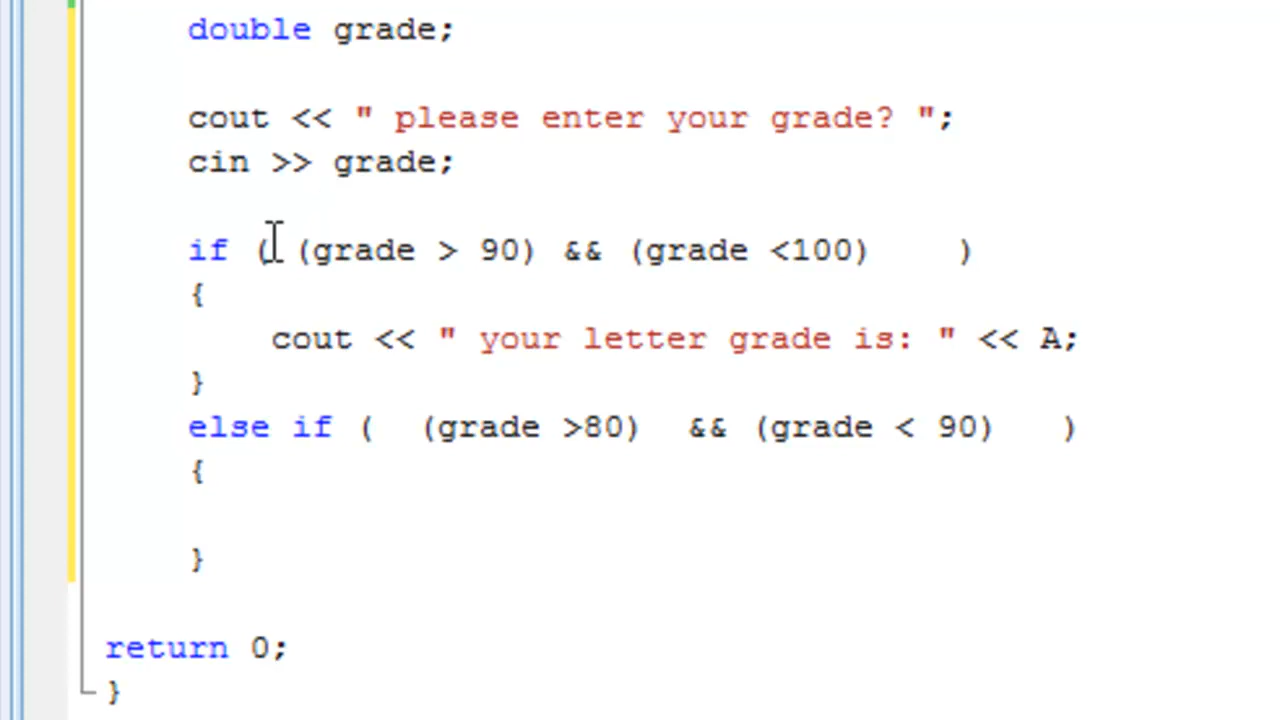 double grade;
cout << " please enter your grade? ";
cin >> grade;
if ( (grade > 90) && (grade <100) )
{
cout << " your letter grade is: " << A;
}
else if ( (grade >80) && (grade < 90) )
{
}
return 0;
}